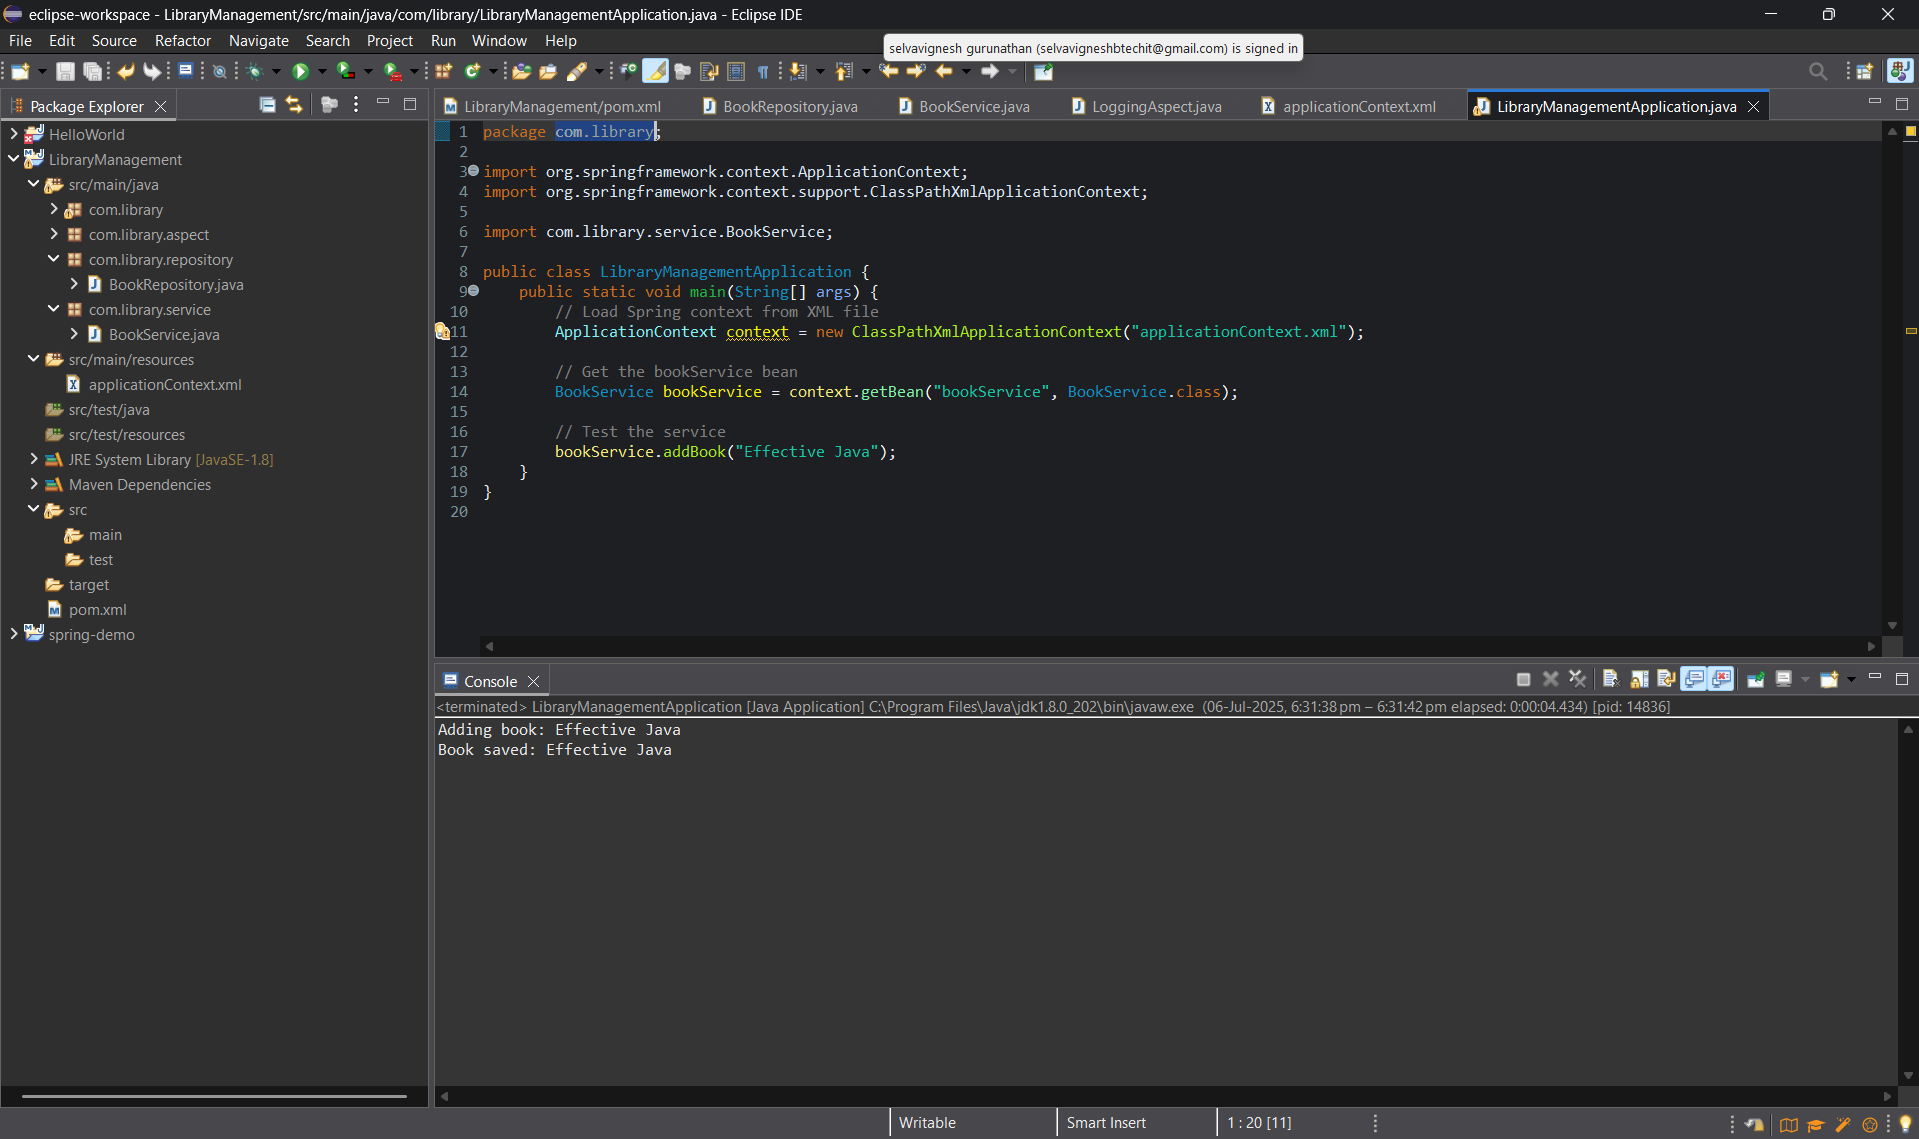 eclipse-workspace - LibraryManagement/src/main/java/com/library/LibraryManagementApplication.java - Eclipse IDE
File Edit Source Refactor Navigate Search Project Run Window Help
selvavignesh gurunathan (selvavigneshbtechit@gmail.com) is signed in
Package Explorer
HelloWorld
LibraryManagement
src/main/java
com.library
com.library.aspect
com.library.repository
BookRepository.java
com.library.service
BookService.java
src/main/resources
applicationContext.xml
src/test/java
src/test/resources
JRE System Library [JavaSE-1.8]
Maven Dependencies
src
main
test
target
pom.xml
spring-demo
LibraryManagement/pom.xml BookRepository.java BookService.java LoggingAspect.java applicationContext.xml LibraryManagementApplication.java
1 package com.library;
2
3 import org.springframework.context.ApplicationContext;
4 import org.springframework.context.support.ClassPathXmlApplicationContext;
5
6 import com.library.service.BookService;
7
8 public class LibraryManagementApplication {
9 public static void main(String[] args) {
10 // Load Spring context from XML file
11 ApplicationContext context = new ClassPathXmlApplicationContext("applicationContext.xml");
12
13 // Get the bookService bean
14 BookService bookService = context.getBean("bookService", BookService.class);
15
16 // Test the service
17 bookService.addBook("Effective Java");
18 }
19 }
20
Console
<terminated> LibraryManagementApplication [Java Application] C:\Program Files\Java\jdk1.8.0_202\bin\javaw.exe (06-Jul-2025, 6:31:38 pm – 6:31:42 pm elapsed: 0:00:04.434) [pid: 14836]
Adding book: Effective Java
Book saved: Effective Java
Writable Smart Insert 1 : 20 [11]